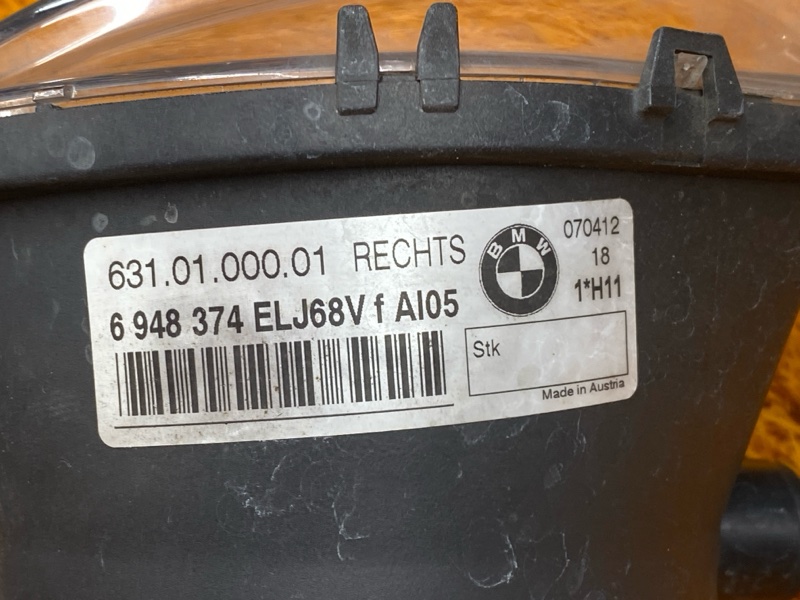 631.01.000.01 RECHTS
6 948 374 ELJ68V f AI05
BMW
070412
18
1*H11
Stk
Made in Austria